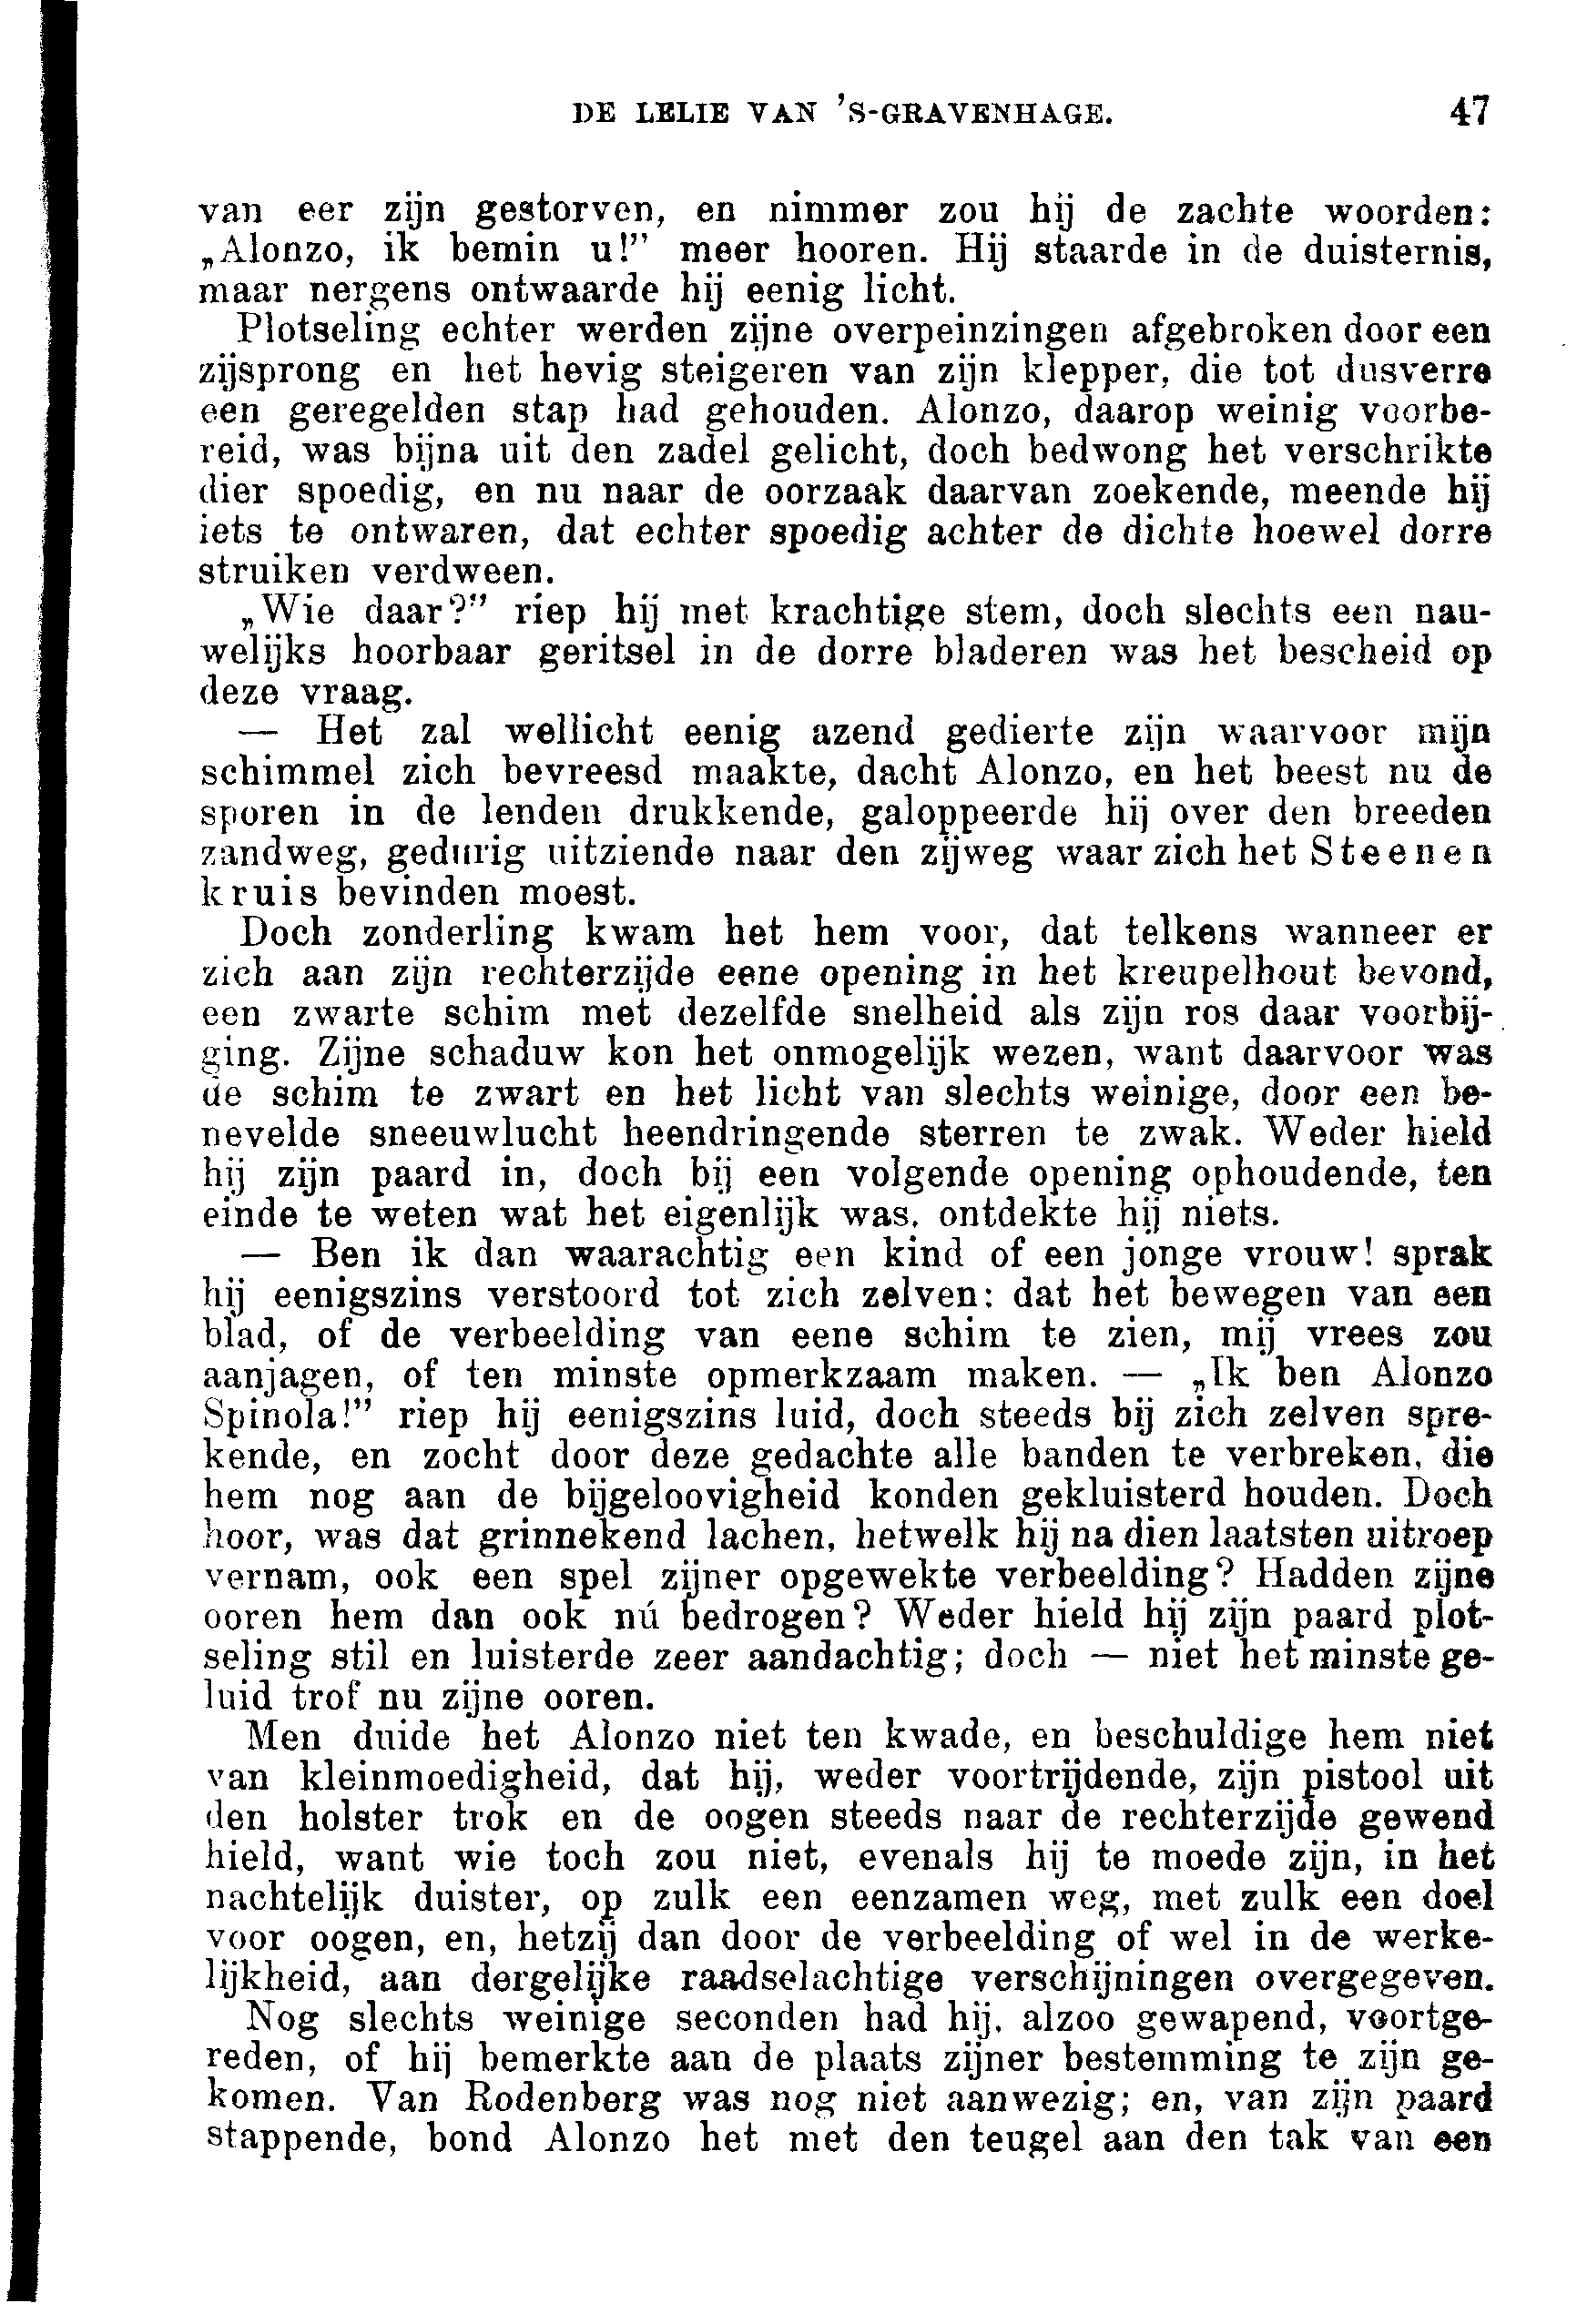 DE LELIE VAN 'S-GRAVENHAGE. 47
van eer zijn gestorven, en nimmer zou hij de zachte woorden:
„Alonzo, ik bemin u!” meer hooren. Hij staarde in de duisternis,
maar nergens ontwaarde hij eenig licht.
Plotseling echter werden zijne overpeinzingen afgebroken door een
zijsprong en het hevig steigeren van zijn klepper, die tot dusverre
een geregelden stap had gehouden. Alonzo, daarop weinig voorbe-
reid, was bijna uit den zadel gelicht, doch bedwong het verschrikte
dier spoedig, en nu naar de oorzaak daarvan zoekende, meende hij
iets te ontwaren, dat echter spoedig achter de dichte hoewel dorre
struiken verdween.
„Wie daar?” riep hij met krachtige stem, doch slechts een nau-
welijks hoorbaar geritsel in de dorre bladeren was het bescheid op
deze vraag.
— Het zal wellicht eenig azend gedierte zijn waarvoor mijn
schimmel zich bevreesd maakte, dacht Alonzo, en het beest nu de
sporen in de lenden drukkende, galoppeerde hij over den breeden
zandweg, gedurig uitziende naar den zijweg waar zich het Steenen
kruis bevinden moest.
Doch zonderling kwam het hem voor, dat telkens wanneer er
zich aan zijn rechterzijde eene opening in het kreupelhout bevond,
een zwarte schim met dezelfde snelheid als zijn ros daar voorbij-
ging. Zijne schaduw kon het onmogelijk wezen, want daarvoor was
de schim te zwart en het licht van slechts weinige, door een be-
nevelde sneeuwlucht heendringende sterren te zwak. Weder hield
hij zijn paard in, doch bij een volgende opening ophoudende, ten
einde te weten wat het eigenlijk was, ontdekte hij niets.
— Ben ik dan waarachtig een kind of een jonge vrouw! sprak
hij eenigszins verstoord tot zich zelven: dat het bewegen van een
blad, of de verbeelding van eene schim te zien, mij vrees zou
aanjagen, of ten minste opmerkzaam maken. — „Ik ben Alonzo
Spinola!” riep hij eenigszins luid, doch steeds bij zich zelven spre-
kende, en zocht door deze gedachte alle banden te verbreken, die
hem nog aan de bijgeloovigheid konden gekluisterd houden. Doch
hoor, was dat grinnekend lachen, hetwelk hij na dien laatsten uitroep
vernam, ook een spel zijner opgewekte verbeelding? Hadden zijne
ooren hem dan ook nú bedrogen? Weder hield hij zijn paard plot-
seling stil en luisterde zeer aandachtig; doch — niet het minste ge-
luid trof nu zijne ooren.
Men duide het Alonzo niet ten kwade, en beschuldige hem niet
van kleinmoedigheid, dat hij, weder voortrijdende, zijn pistool uit
den holster trok en de oogen steeds naar de rechterzijde gewend
hield, want wie toch zou niet, evenals hij te moede zijn, in het
nachtelijk duister, op zulk een eenzamen weg, met zulk een doel
voor oogen, en, hetzij dan door de verbeelding of wel in de werke-
lijkheid, aan dergelijke raadselachtige verschijningen overgegeven.
Nog slechts weinige seconden had hij, alzoo gewapend, voortge-
reden, of hij bemerkte aan de plaats zijner bestemming te zijn ge-
komen. Van Rodenberg was nog niet aanwezig; en, van zijn paard
stappende, bond Alonzo het met den teugel aan den tak van een